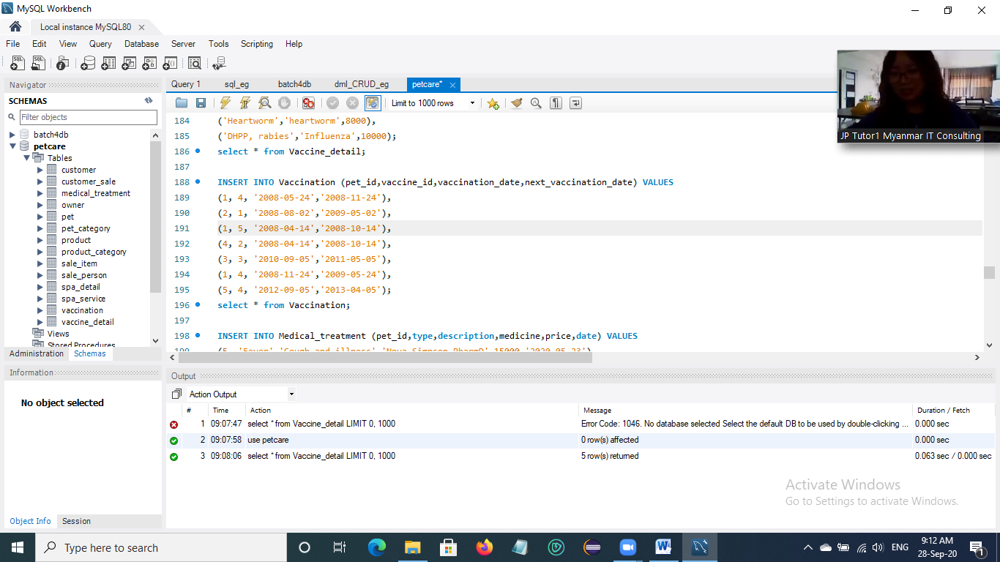 MySQL Workbench
Local instance MySQL80
File Edit View Query Database Server Tools Scripting Help
Navigator
SCHEMAS
Filter objects
batch4db
petcare
Tables
customer
customer_sale
medical_treatment
owner
pet
pet_category
product
product_category
sale_item
sale_person
spa_detail
spa_service
vaccination
vaccine_detail
Views
Stored Procedures
Administration Schemas
Information
No object selected
Object Info Session
Query 1 sql_eg batch4db dml_CRUD_eg petcare*
Limit to 1000 rows
184 ('Heartworm','heartworm',8000),
185 ('DHPP, rabies','Influenza',10000);
186 select * from Vaccine_detail;
187
188 INSERT INTO Vaccination (pet_id,vaccine_id,vaccination_date,next_vaccination_date) VALUES
189 (1, 4, '2008-05-24','2008-11-24'),
190 (2, 1, '2008-08-02','2009-05-02'),
191 (1, 5, '2008-04-14','2008-10-14'),
192 (4, 2, '2008-04-14','2008-10-14'),
193 (3, 3, '2010-09-05','2011-05-05'),
194 (1, 4, '2008-11-24','2009-05-24'),
195 (5, 4, '2012-09-05','2013-04-05');
196 select * from Vaccination;
197
198 INSERT INTO Medical_treatment (pet_id,type,description,medicine,price,date) VALUES
199 (5, 'Fever','Cough and illness','Nova Simpson PharmD',15000,'2020-05-23'),
JP Tutor1 Myanmar IT Consulting
Output
Action Output
# Time Action Message Duration / Fetch
1 09:07:47 select * from Vaccine_detail LIMIT 0, 1000 Error Code: 1046. No database selected Select the default DB to be used by double-clicking ... 0.000 sec
2 09:07:58 use petcare 0 row(s) affected 0.000 sec
3 09:08:06 select * from Vaccine_detail LIMIT 0, 1000 5 row(s) returned 0.063 sec / 0.000 sec
Activate Windows
Go to Settings to activate Windows.
Type here to search
ENG
9:12 AM
28-Sep-20
1